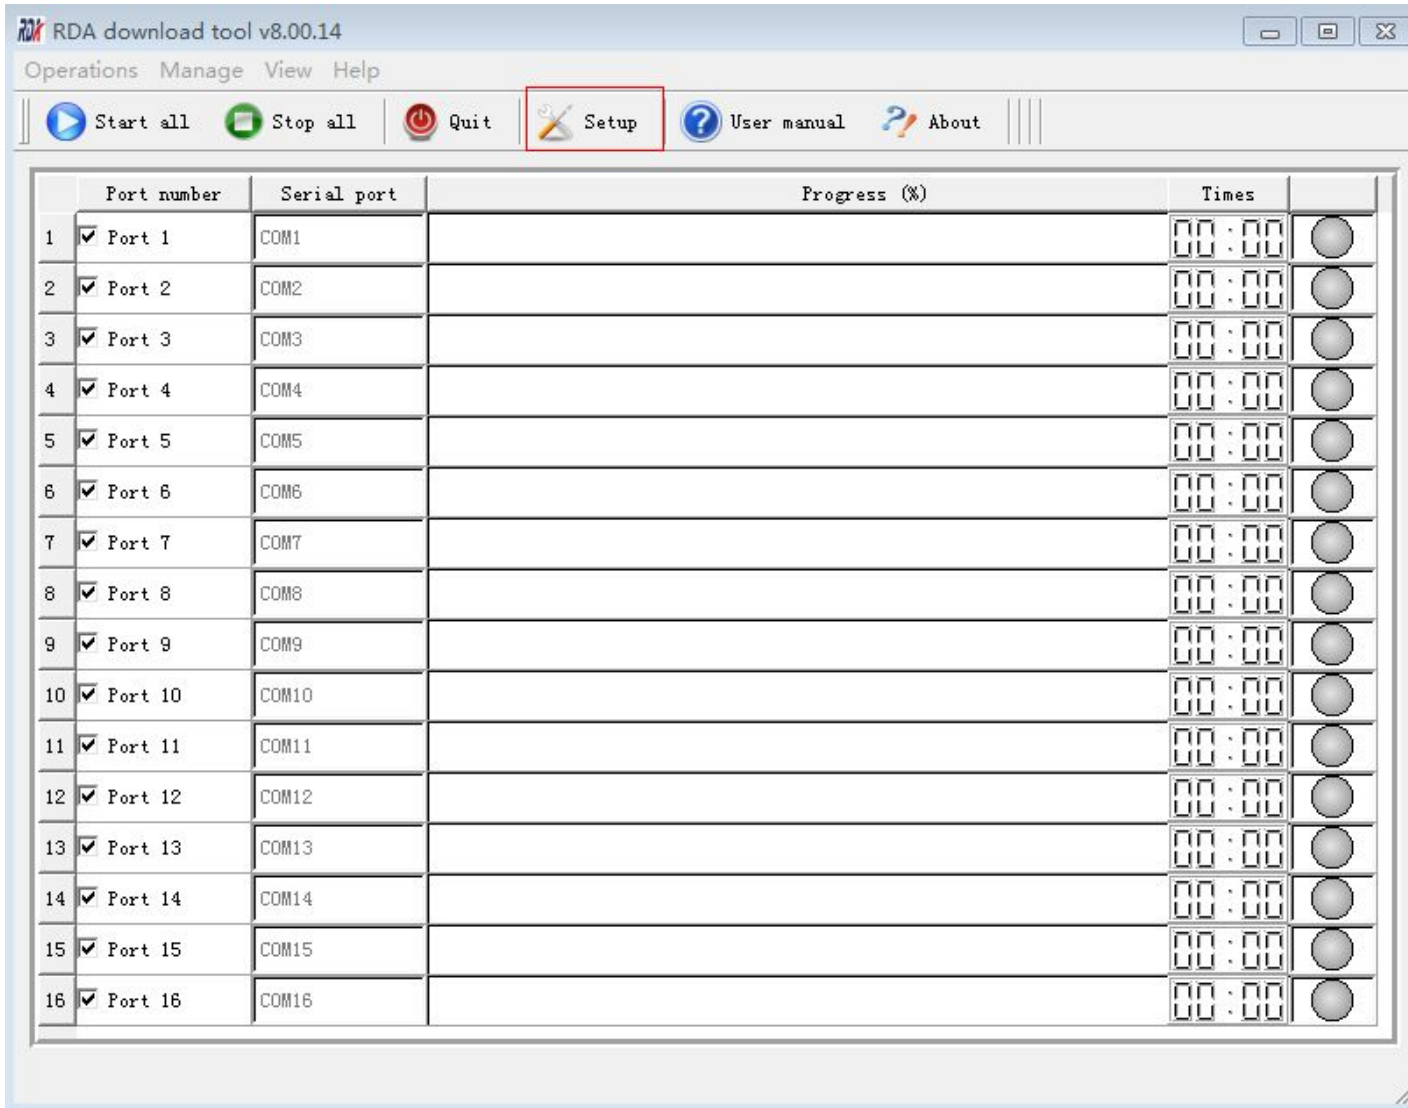 RDA RDA download tool v8.00.14
Operations Manage View Help
Start all Stop all Quit Setup User manual About
Port number Serial port Progress (%) Times
1 Port 1 COM1 00:00
2 Port 2 COM2 00:00
3 Port 3 COM3 00:00
4 Port 4 COM4 00:00
5 Port 5 COM5 00:00
6 Port 6 COM6 00:00
7 Port 7 COM7 00:00
8 Port 8 COM8 00:00
9 Port 9 COM9 00:00
10 Port 10 COM10 00:00
11 Port 11 COM11 00:00
12 Port 12 COM12 00:00
13 Port 13 COM13 00:00
14 Port 14 COM14 00:00
15 Port 15 COM15 00:00
16 Port 16 COM16 00:00